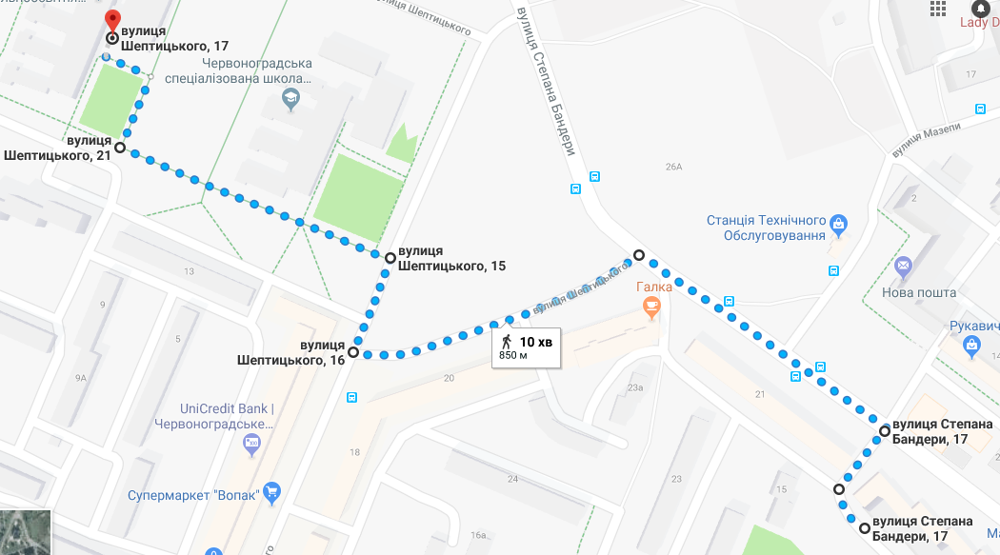 вулиця
Шептицького, 17
Шептицького
Lady D
Червоноградська
спеціалізована школа...
17
вулиця Степана Бандери
вулиця Мазепи
вулиця
Шептицького, 21
26А
2
Станція Технічного
Обслуговування
вулиця
Шептицького, 15
13
вулиця Шептицького
Галка
Нова пошта
9
Рукавич
5
10 хв
850 м
вулиця
Шептицького, 16
14
9А
20
23а
21
UniCredit Bank |
Червоноградське...
вулиця Степана
Бандери, 17
18
24
23
15
Супермаркет "Вопак"
вулиця Степана
Бандери, 17
16а